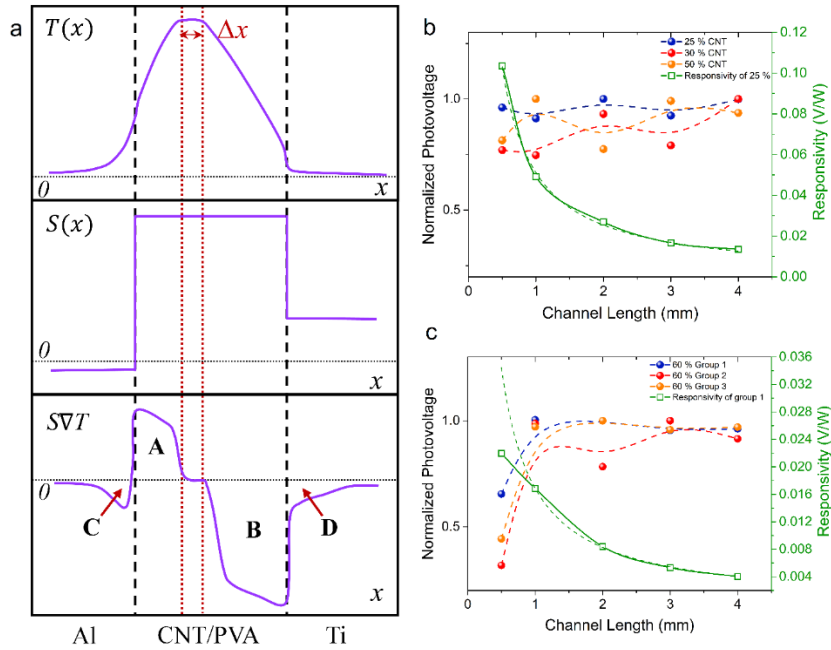 a
T(x)
Δx
0
x
S(x)
0
x
S∇T
A
0
C
B
D
x
Al
CNT/PVA
Ti
b
25 % CNT
30 % CNT
50 % CNT
Responsivity of 25 %
Normalized Photovoltage
1.0
0.5
0.12
0.10
0.08
0.06
0.04
0.02
0.00
Responsivity (V/W)
0 1 2 3 4
Channel Length (mm)
c
60 % Group 1
60 % Group 2
60 % Group 3
Responsivity of group 1
Normalized Photovoltage
1.0
0.5
0.036
0.032
0.028
0.024
0.020
0.016
0.012
0.008
0.004
Responsivity (V/W)
0 1 2 3 4
Channel Length (mm)